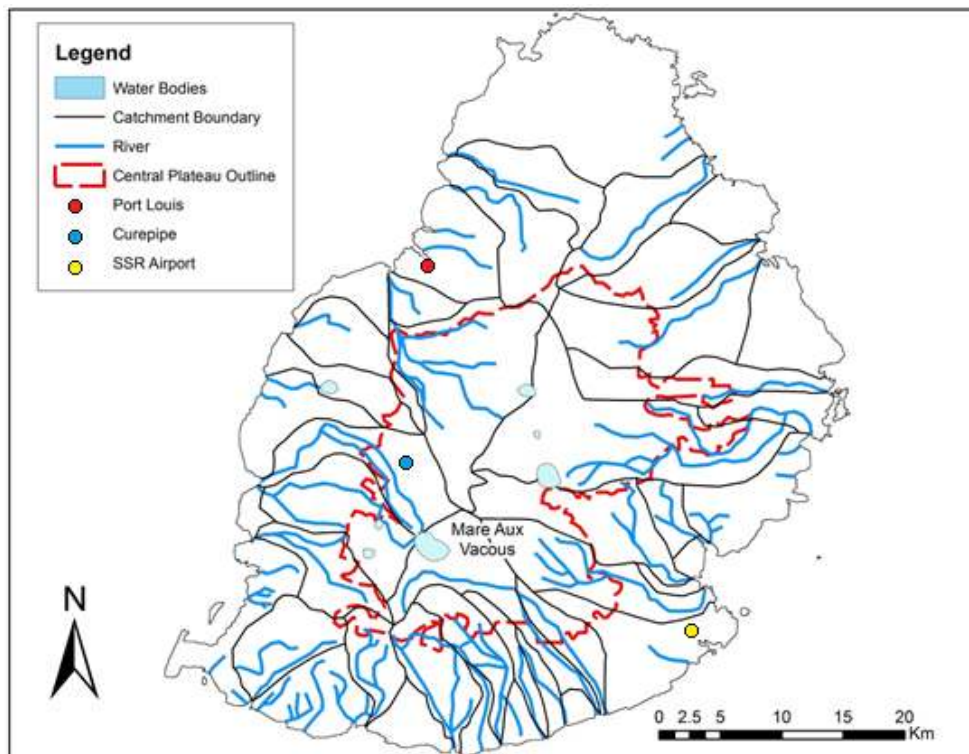 Legend
Water Bodies
Catchment Boundary
River
Central Plateau Outline
Port Louis
Curepipe
SSR Airport
Mare Aux
Vacous
N
0 2.5 5 10 15 20
Km